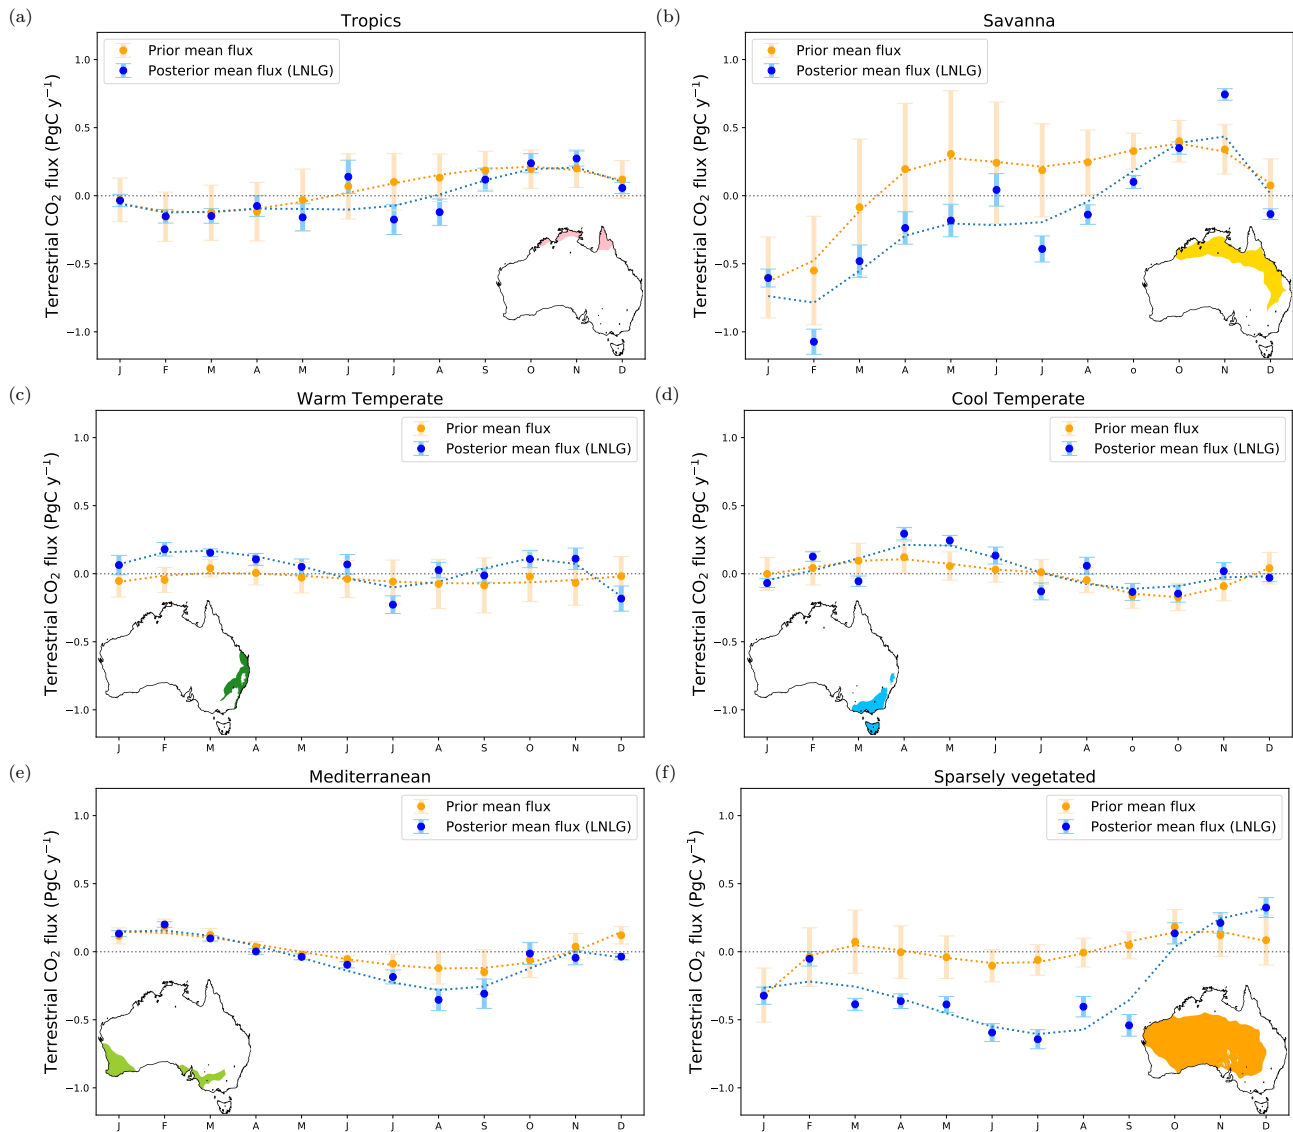 (a)
Tropics
Terrestrial CO₂ flux (PgC y⁻¹)
Prior mean flux
Posterior mean flux (LNLG)
1.0
0.5
0.0
−0.5
−1.0
J F M A M J J A S O N D
(b)
Savanna
Terrestrial CO₂ flux (PgC y⁻¹)
Prior mean flux
Posterior mean flux (LNLG)
1.0
0.5
0.0
−0.5
−1.0
J F M A M J J A o O N D
(c)
Warm Temperate
Terrestrial CO₂ flux (PgC y⁻¹)
Prior mean flux
Posterior mean flux (LNLG)
1.0
0.5
0.0
−0.5
−1.0
J F M A M J J A S O N D
(d)
Cool Temperate
Terrestrial CO₂ flux (PgC y⁻¹)
Prior mean flux
Posterior mean flux (LNLG)
1.0
0.5
0.0
−0.5
−1.0
J F M A M J J A o O N D
(e)
Mediterranean
Terrestrial CO₂ flux (PgC y⁻¹)
Prior mean flux
Posterior mean flux (LNLG)
1.0
0.5
0.0
−0.5
−1.0
J F M A M J J A S O N D
(f)
Sparsely vegetated
Terrestrial CO₂ flux (PgC y⁻¹)
Prior mean flux
Posterior mean flux (LNLG)
1.0
0.5
0.0
−0.5
−1.0
J F M A M J J A S O N D